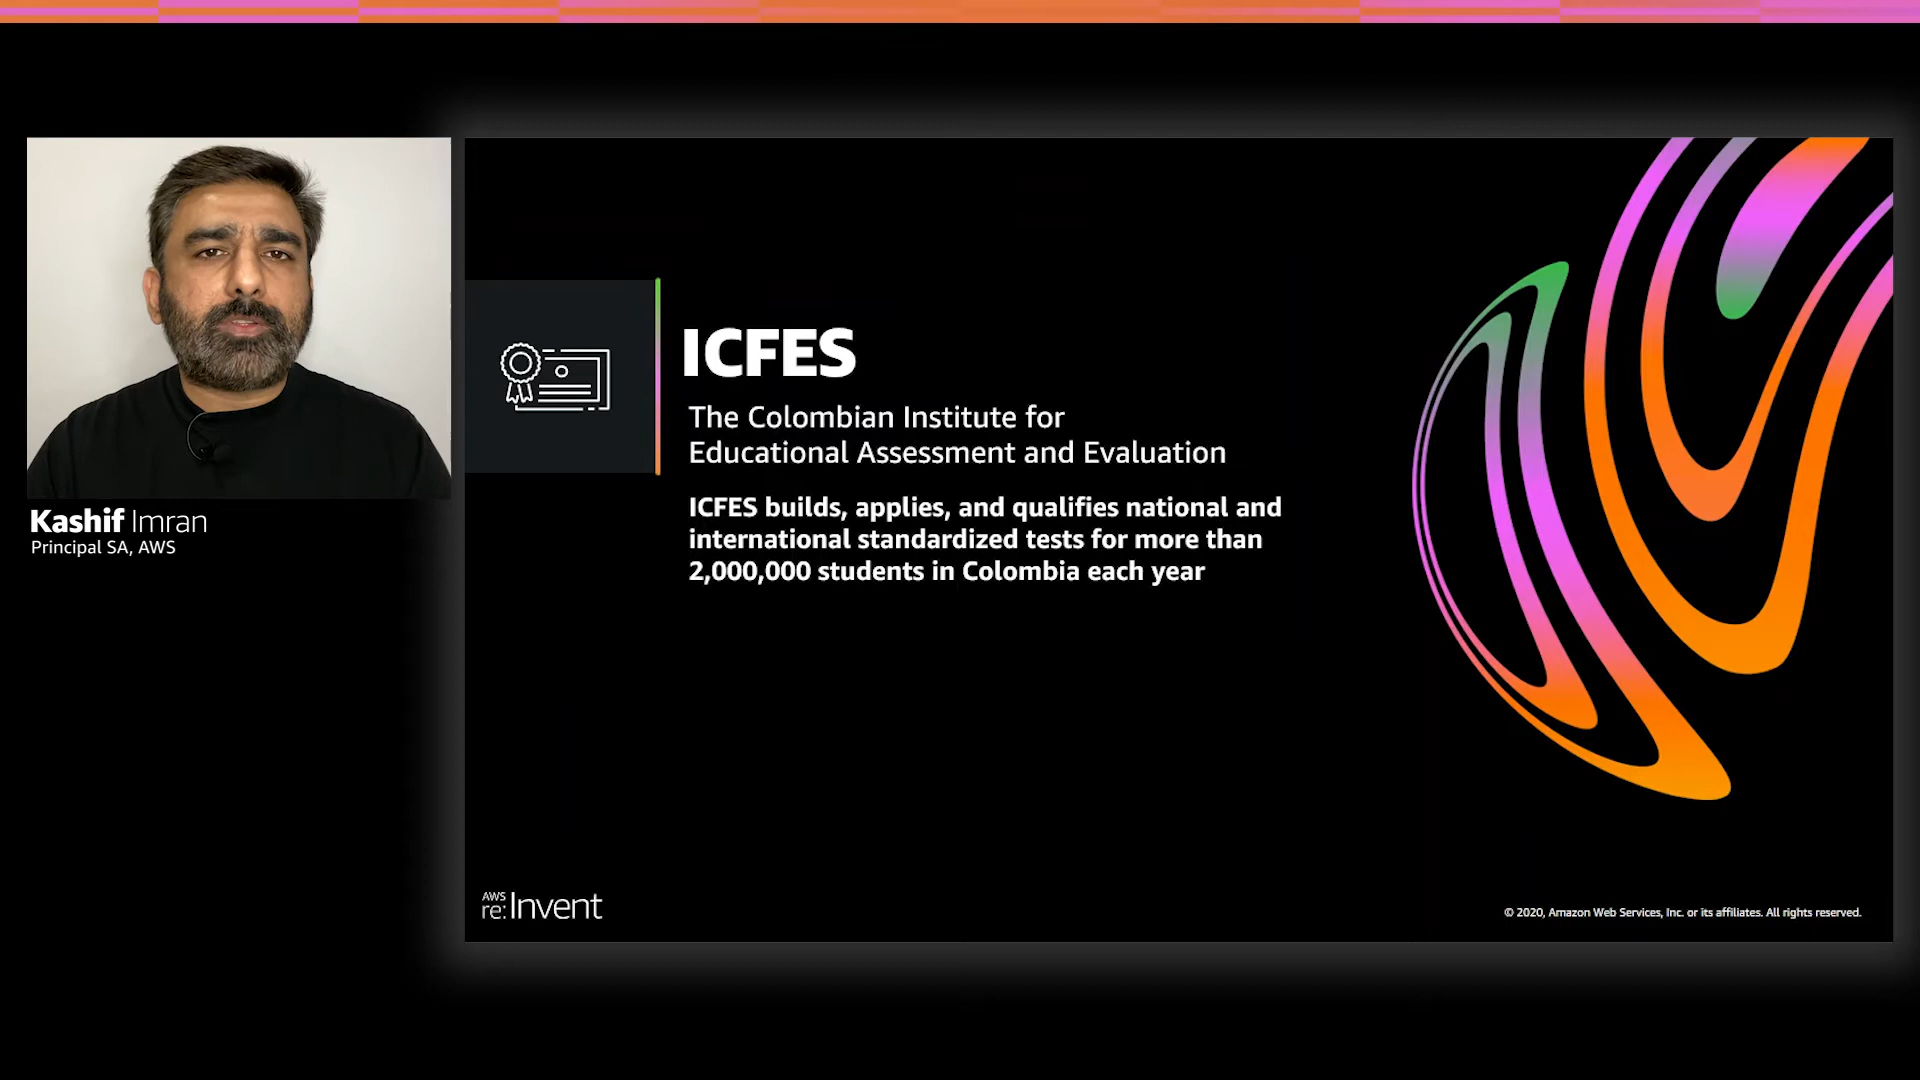 Kashif Imran
Principal SA, AWS
ICFES
The Colombian Institute for
Educational Assessment and Evaluation
ICFES builds, applies, and qualifies national and
international standardized tests for more than
2,000,000 students in Colombia each year
AWS
re:Invent
© 2020, Amazon Web Services, Inc. or its affiliates. All rights reserved.